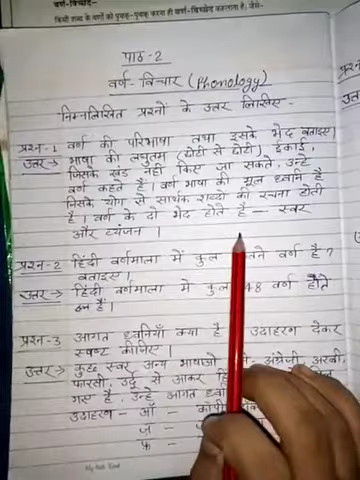 वर्ण-विच्छेद-
किसी शब्द के वर्णों को पृथक्-पृथक् करना ही वर्ण-विच्छेद कहलाता है, जैसे-
पाठ-2
वर्ण-विचार (Phonology)
निम्नलिखित प्रश्नों के उत्तर लिखिए-
प्रश्न-1 वर्ण की परिभाषा तथा इसके भेद बताइए।
उत्तर→ भाषा की लघुतम (छोटी से छोटी) ईकाई,
जिसके खंड नहीं किए जा सकते, उन्हें
वर्ण कहते हैं। वर्ण भाषा की मूल ध्वनी है
जिसके योग से सार्थक शब्दों की रचना होती
है। वर्ण के दो भेद होते हैं — स्वर
और व्यंजन।
प्रश्न-2 हिंदी वर्णमाला में कुल वर्ण है?
बताइए।
उत्तर→ हिंदी वर्णमाला मे कुल 48 वर्ण होते
हैं।
प्रश्न-3 आगत ध्वनियाँ क्या है उदाहरण देकर
स्पष्ट कीजिए।
उत्तर→ कुछ स्वर अन्य भाषाओं अंग्रेजी, अरबी,
फारसी, उर्दू से आकर
गए है, उन्हे आगत
उदाहरण- ऑ - कॉपी
ज़ -
फ़ -